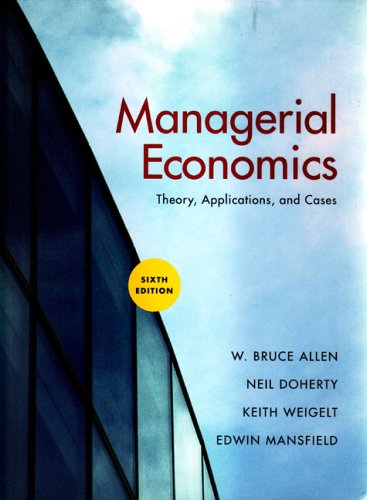 Managerial
Economics
Theory, Applications, and Cases
SIXTH
EDITION
W. BRUCE ALLEN
NEIL DOHERTY
KEITH WEIGELT
EDWIN MANSFIELD